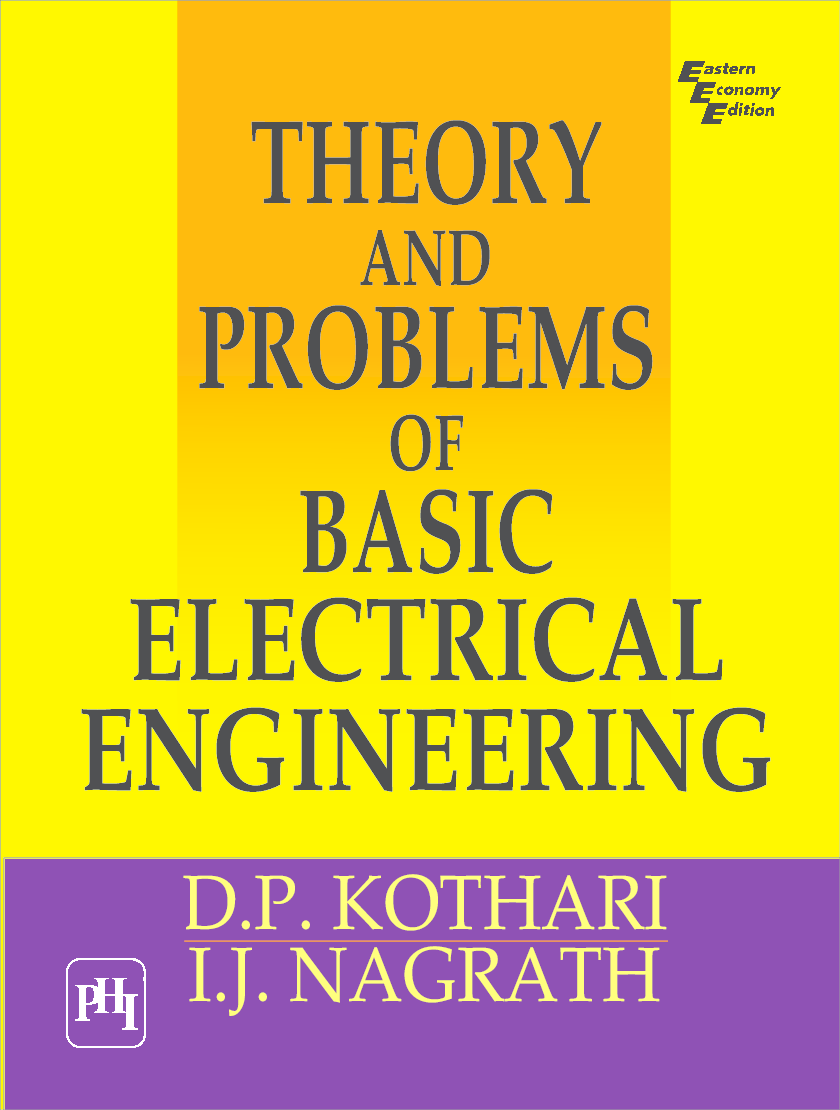 Eastern
Economy
Edition
THEORY
AND
PROBLEMS
OF
BASIC
ELECTRICAL
ENGINEERING
D.P. KOTHARI
I.J. NAGRATH
PHI